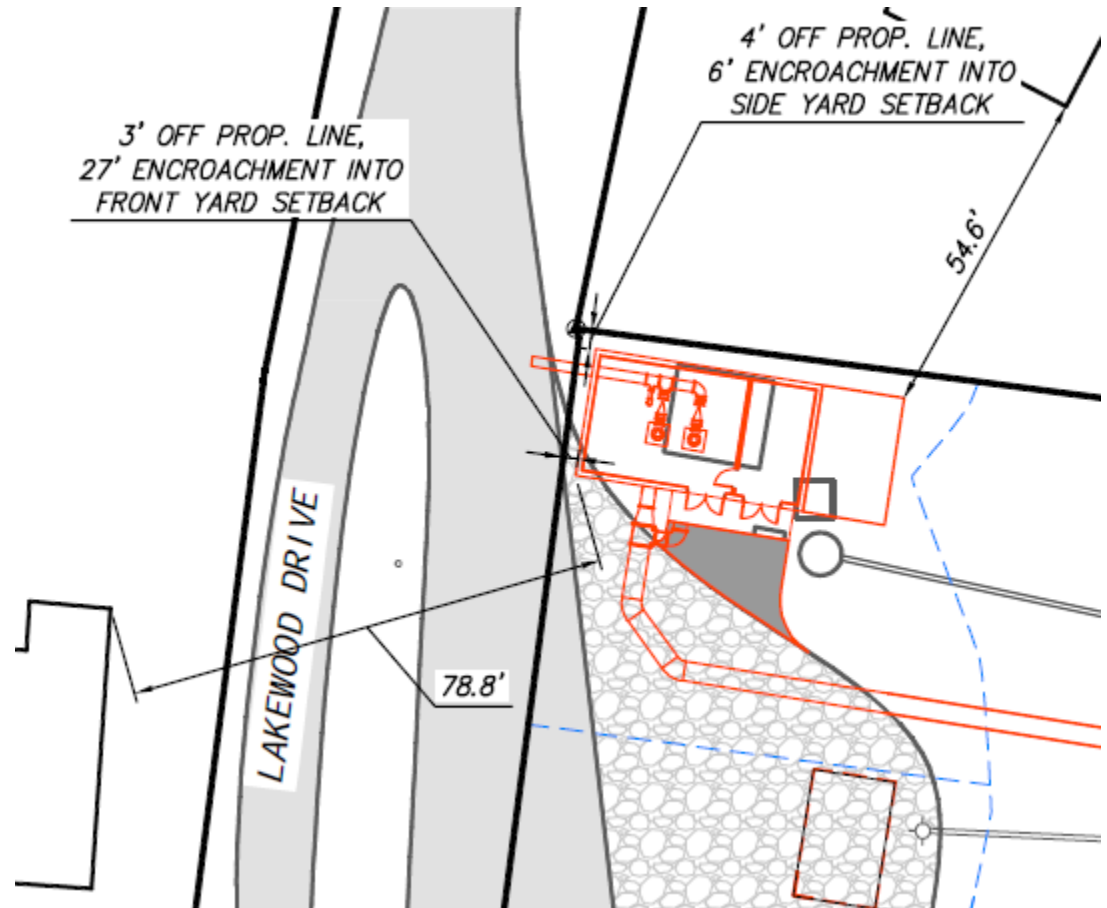 4' OFF PROP. LINE,
6' ENCROACHMENT INTO
SIDE YARD SETBACK
3' OFF PROP. LINE,
27' ENCROACHMENT INTO
FRONT YARD SETBACK
54.6'
LAKEWOOD DRIVE
78.8'